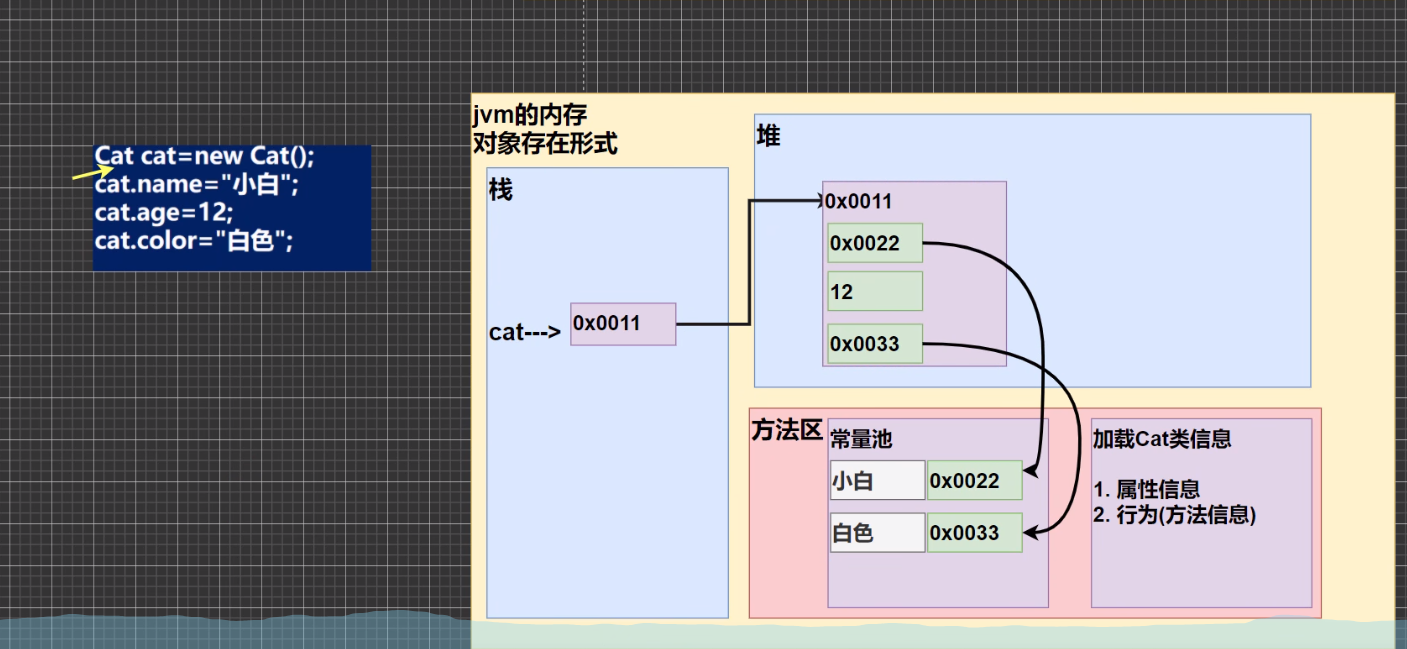 Cat cat=new Cat();
cat.name="小白";
cat.age=12;
cat.color="白色";
jvm的内存
对象存在形式
栈
cat--->
0x0011
堆
0x0011
0x0022
12
0x0033
方法区
常量池
小白
0x0022
白色
0x0033
加载Cat类信息
1. 属性信息
2. 行为(方法信息)